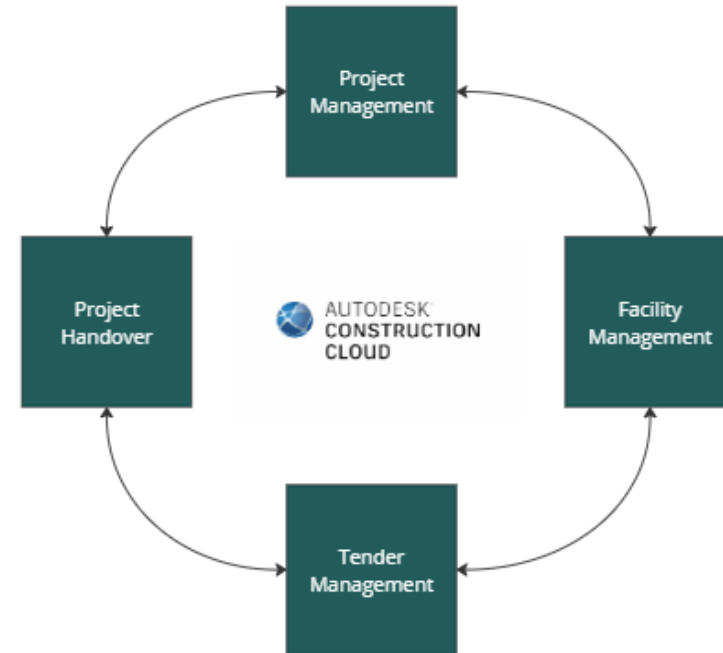 Project
Management
Project
Handover
AUTODESK
CONSTRUCTION
CLOUD
Facility
Management
Tender
Management